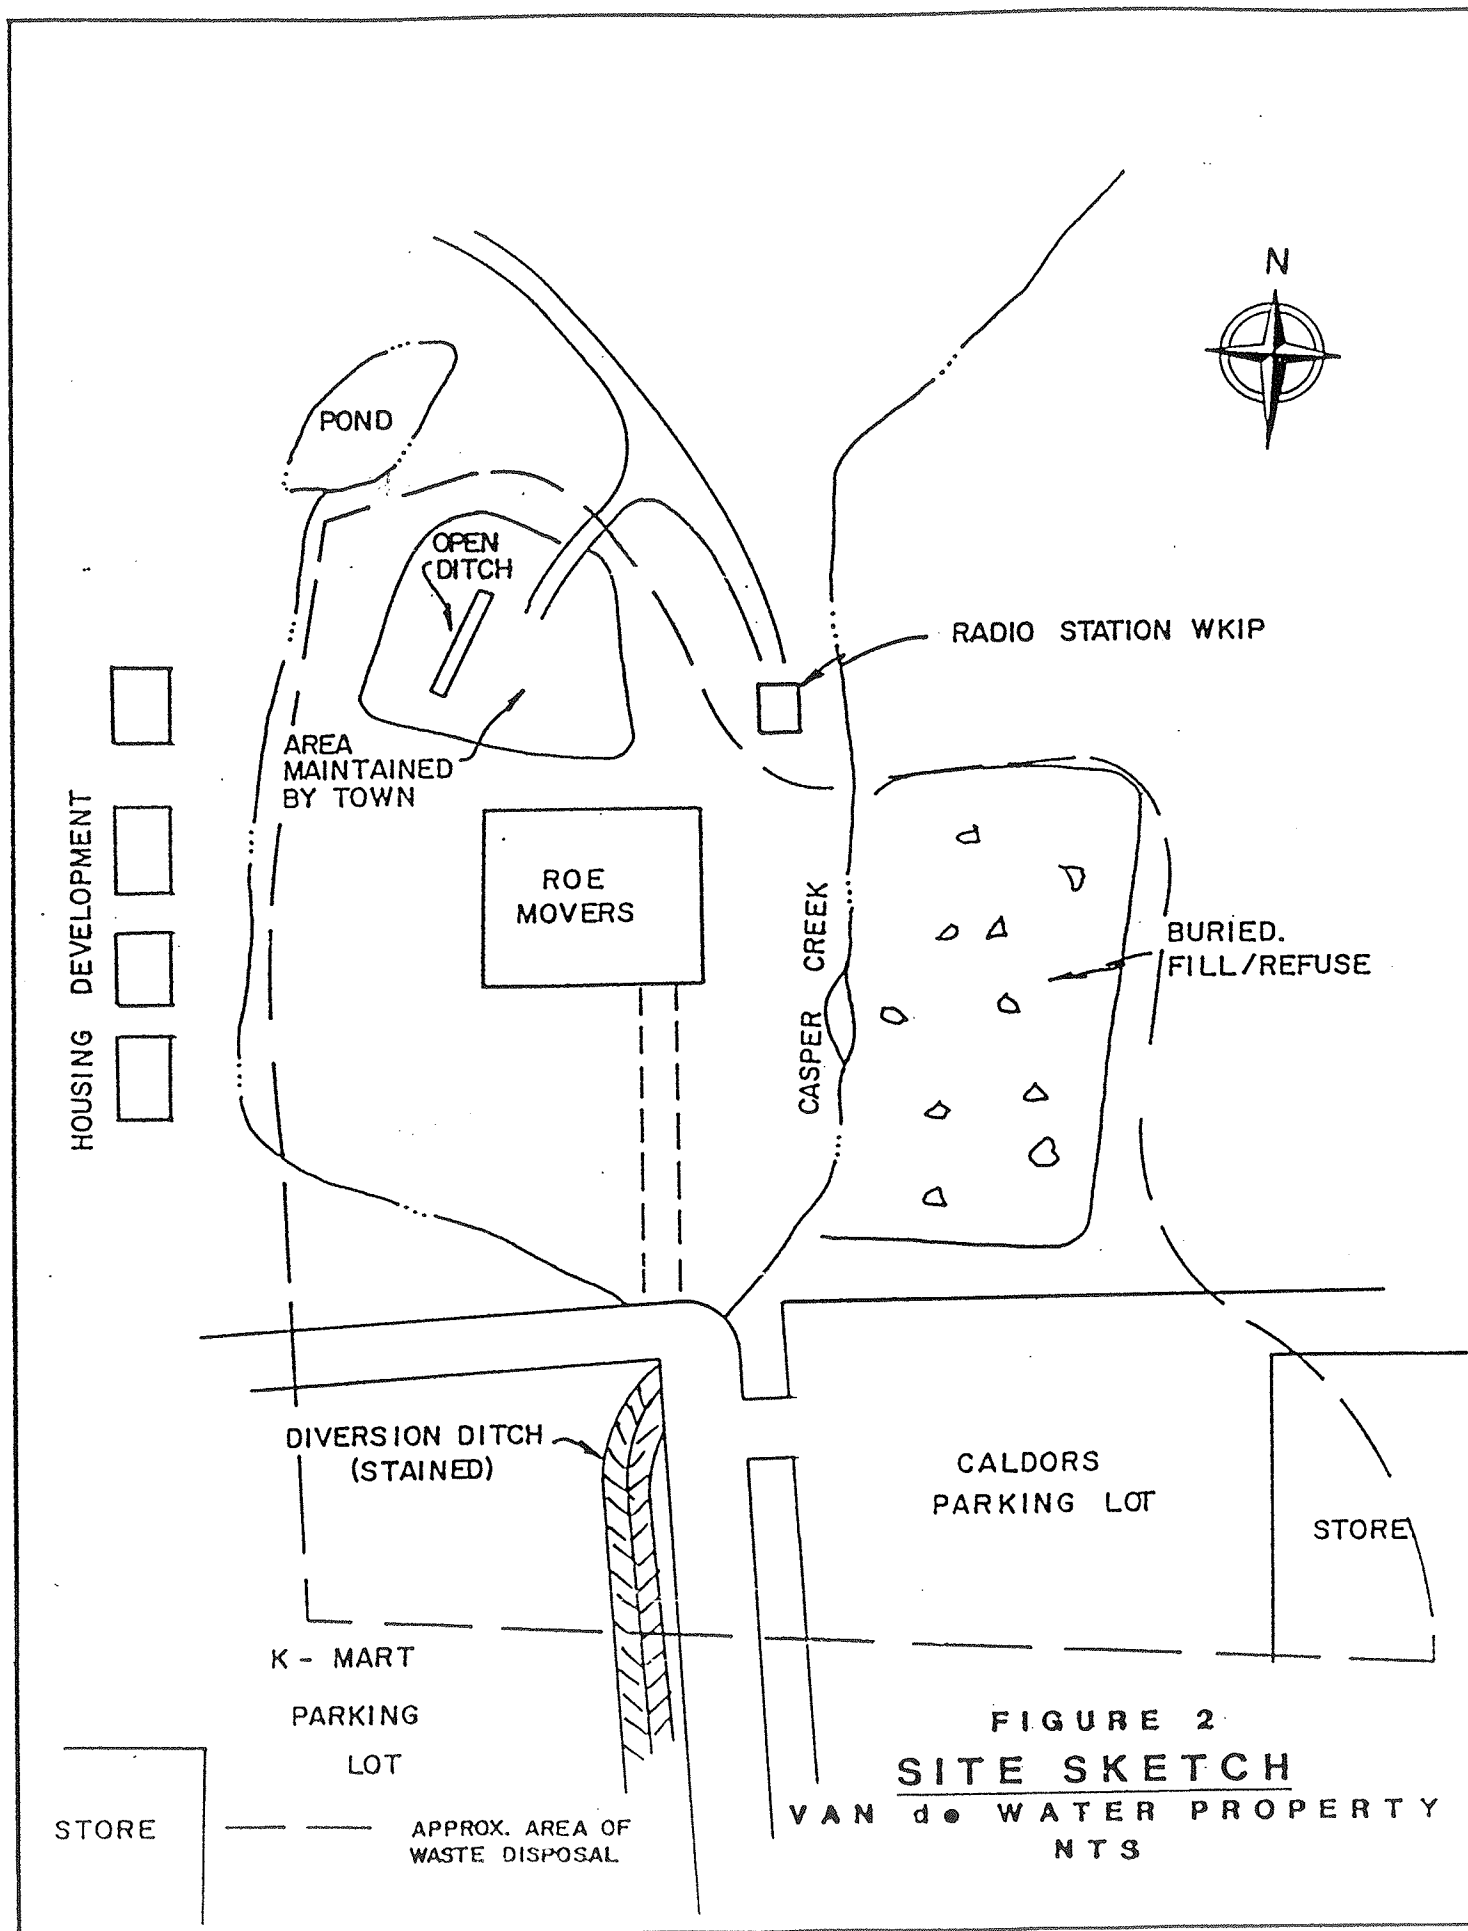 N
POND
OPEN
DITCH
RADIO STATION WKIP
AREA
MAINTAINED
BY TOWN
HOUSING DEVELOPMENT
ROE
MOVERS
CASPER CREEK
BURIED.
FILL/REFUSE
DIVERSION DITCH
(STAINED)
CALDORS
PARKING LOT
STORE
K - MART
PARKING
LOT
STORE
APPROX. AREA OF
WASTE DISPOSAL
FIGURE 2
SITE SKETCH
VAN de WATER PROPERTY
NTS